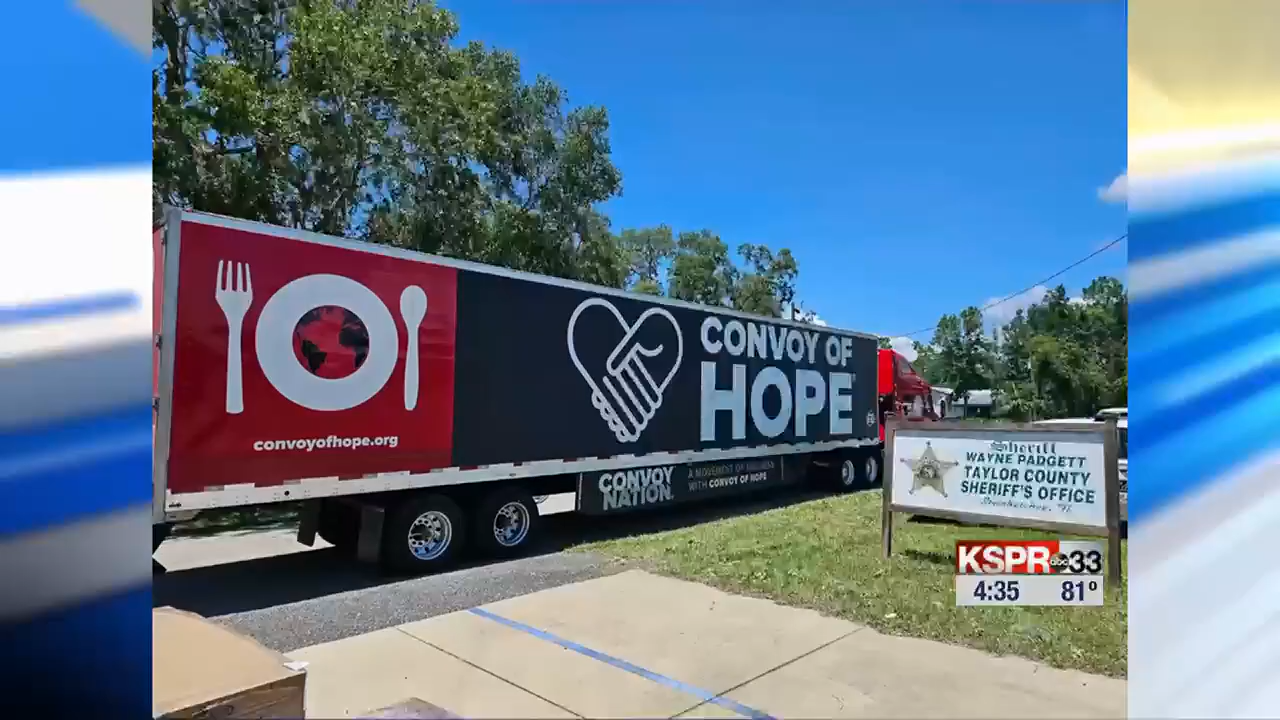 convoyofhope.org
CONVOY OF
HOPE
CONVOY
NATION.
A MOVEMENT OF
WITH CONVOY OF HOPE
Sheriff
WAYNE PADGETT
TAYLOR COUNTY
SHERIFF'S OFFICE
KSPR abc 33
4:35 81°